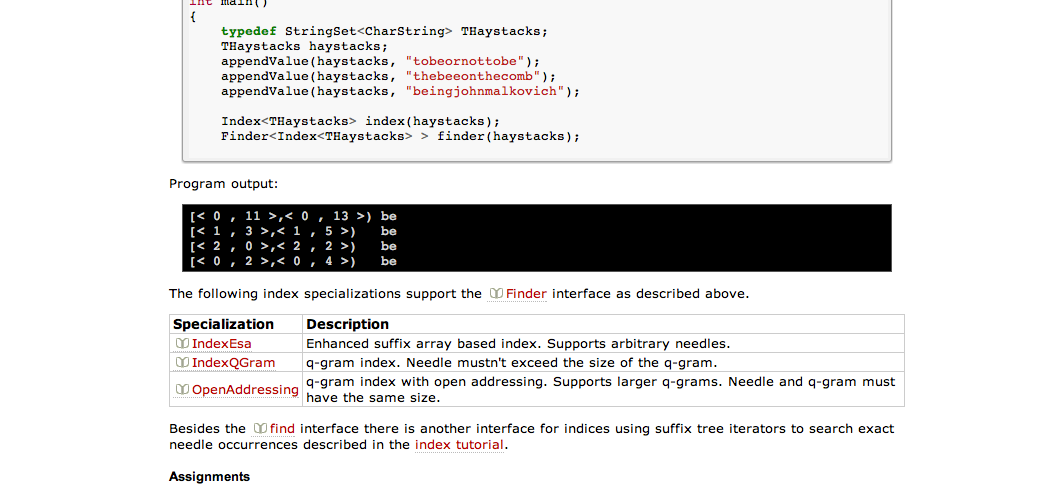 int main()
{
typedef StringSet<CharString> THaystacks;
THaystacks haystacks;
appendValue(haystacks, "tobeornottobe");
appendValue(haystacks, "thebeeonthecomb");
appendValue(haystacks, "beingjohnmalkovich");
Index<THaystacks> index(haystacks);
Finder<Index<THaystacks> > finder(haystacks);
Program output:
[< 0 , 11 >,< 0 , 13 >) be
[< 1 , 3 >,< 1 , 5 >)   be
[< 2 , 0 >,< 2 , 2 >)   be
[< 0 , 2 >,< 0 , 4 >)   be
The following index specializations support the Finder interface as described above.
Specialization Description
IndexEsa Enhanced suffix array based index. Supports arbitrary needles.
IndexQGram q-gram index. Needle mustn't exceed the size of the q-gram.
OpenAddressing q-gram index with open addressing. Supports larger q-grams. Needle and q-gram must
have the same size.
Besides the find interface there is another interface for indices using suffix tree iterators to search exact
needle occurrences described in the index tutorial.
Assignments